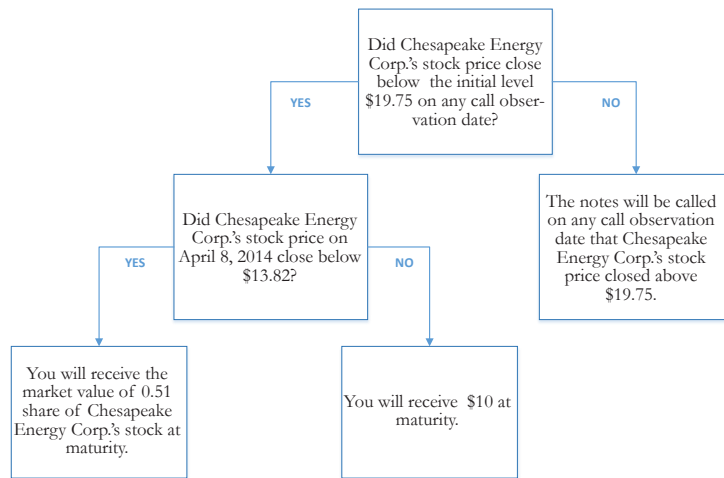 Did Chesapeake Energy
Corp.'s stock price close
below the initial level
$19.75 on any call obser-
vation date?
YES
NO
Did Chesapeake Energy
Corp.'s stock price on
April 8, 2014 close below
$13.82?
The notes will be called
on any call observation
date that Chesapeake
Energy Corp.'s stock
price closed above
$19.75.
YES
NO
You will receive the
market value of 0.51
share of Chesapeake
Energy Corp.'s stock at
maturity.
You will receive $10 at
maturity.